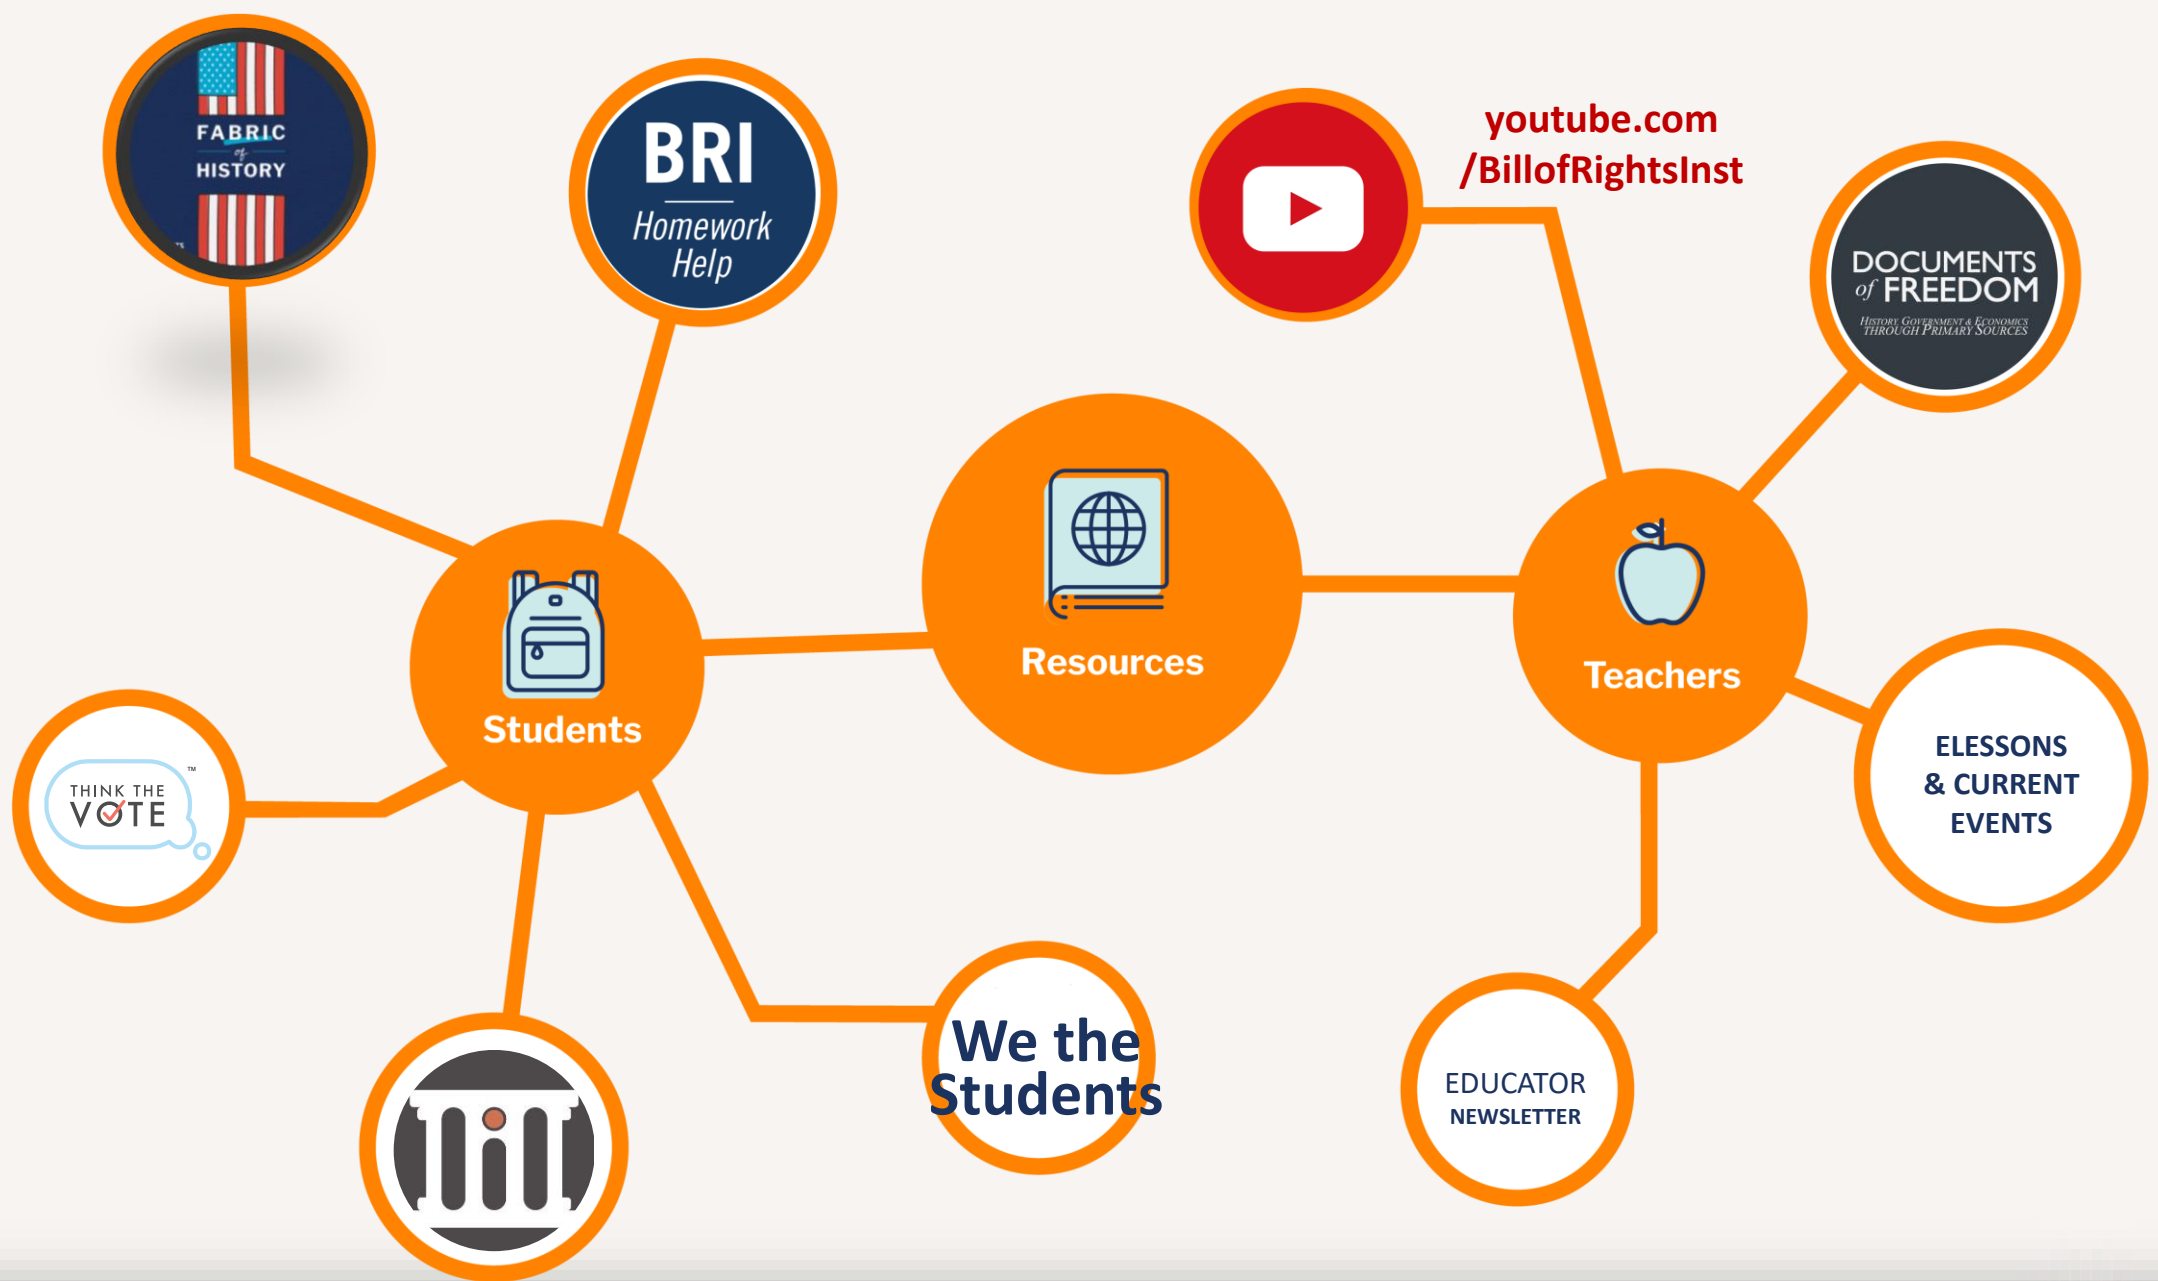 FABRIC
of
HISTORY
BRI
Homework
Help
youtube.com
/BillofRightsInst
DOCUMENTS
of FREEDOM
HISTORY, GOVERNMENT & ECONOMICS
THROUGH PRIMARY SOURCES
Resources
Students
Teachers
THINK THE
VOTE
TM
ELESSONS
& CURRENT
EVENTS
We the
Students
EDUCATOR
NEWSLETTER